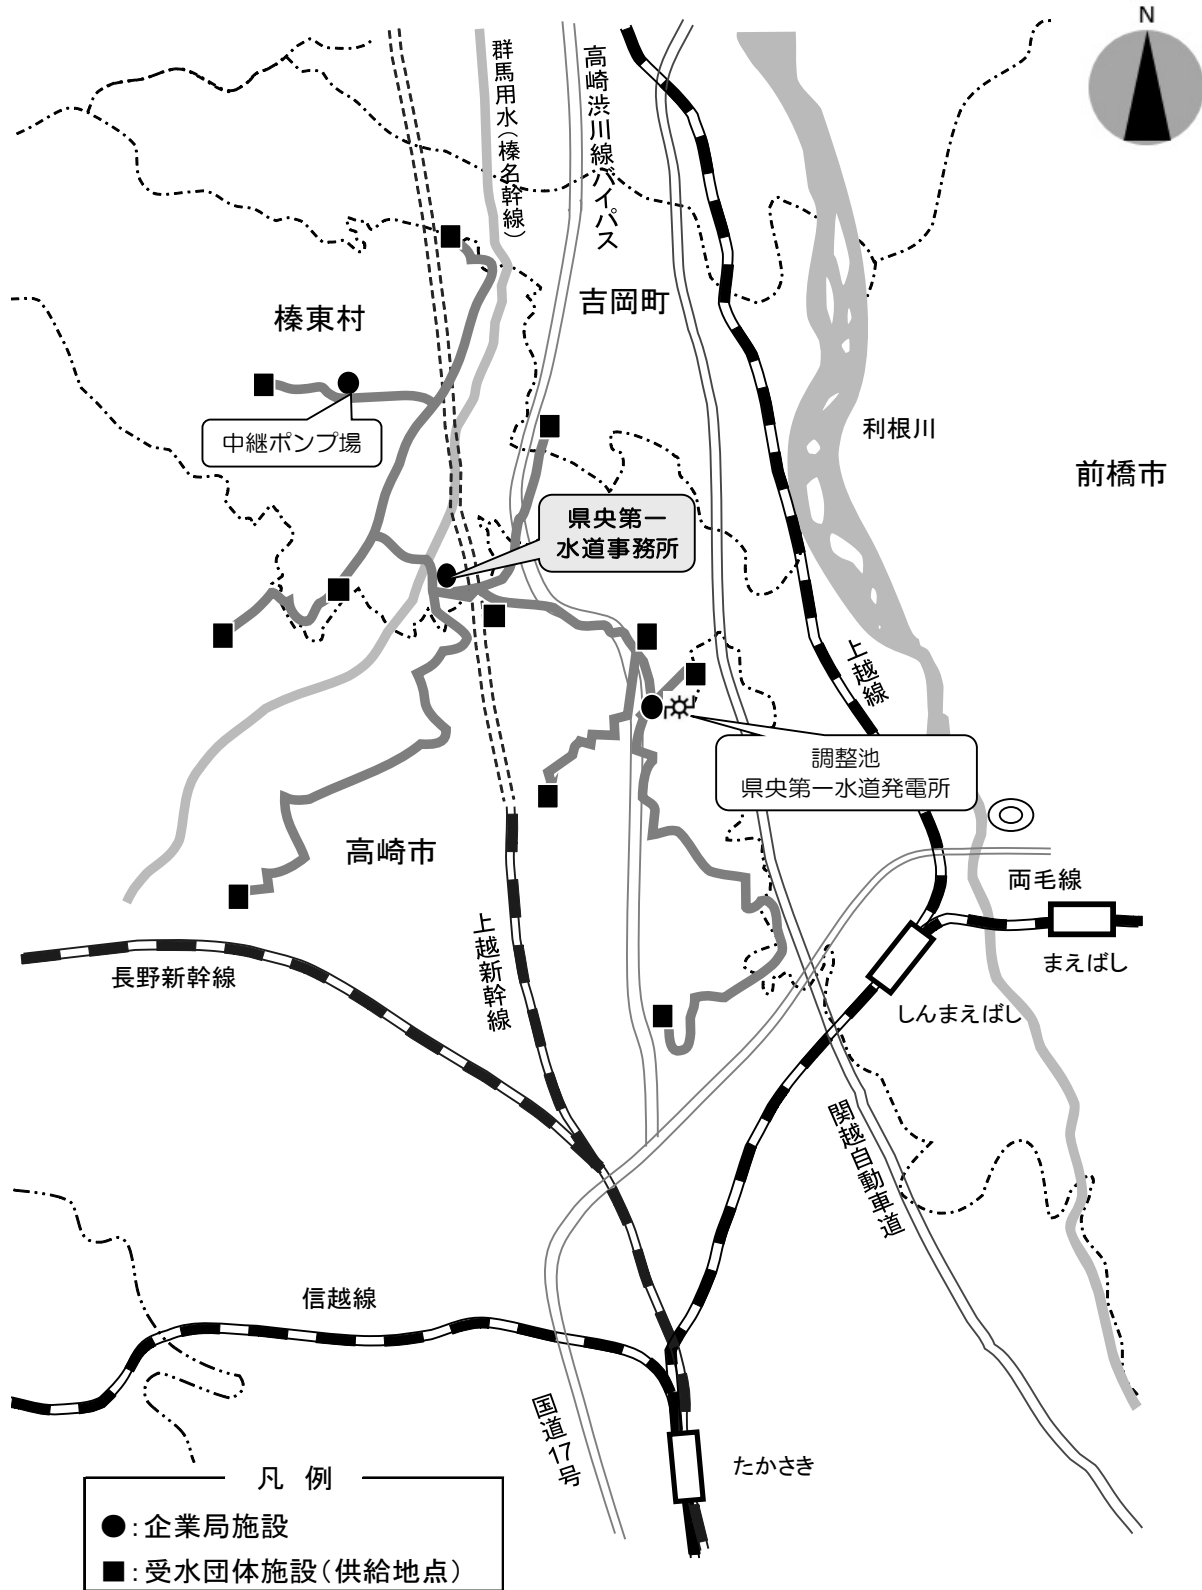 N
群馬用水(榛名幹線)
高崎渋川線バイパス
吉岡町
榛東村
利根川
中継ポンプ場
前橋市
県央第一
水道事務所
上越線
調整池
県央第一水道発電所
高崎市
両毛線
まえばし
上越新幹線
長野新幹線
しんまえばし
関越自動車道
信越線
国道17号
たかさき
凡 例
●:企業局施設
■:受水団体施設(供給地点)